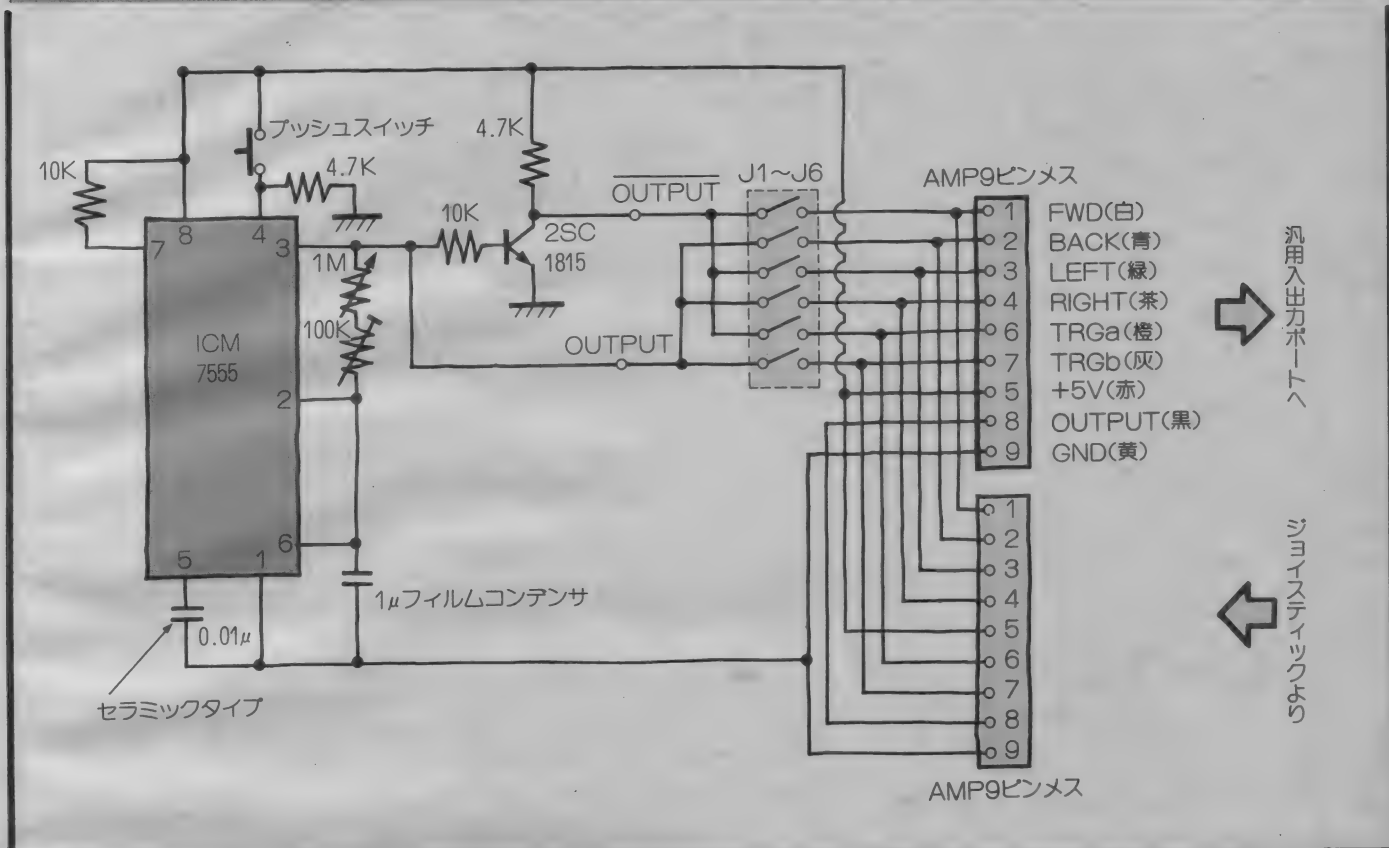 プッシュスイッチ
10K
4.7K
4.7K
OUTPUT
J1～J6
AMP9ピンメス
8
4
7
3
10K
2SC
1815
1M
100K
ICM
7555
2
OUTPUT
6
5
1
1μフィルムコンデンサ
0.01μ
セラミックタイプ
1 FWD(白)
2 BACK(青)
3 LEFT(緑)
4 RIGHT(茶)
6 TRGa(橙)
7 TRGb(灰)
5 +5V(赤)
8 OUTPUT(黒)
9 GND(黄)
汎用入出力ポートへ
1
2
3
4
5
6
7
8
9
AMP9ピンメス
ジョイスティックより